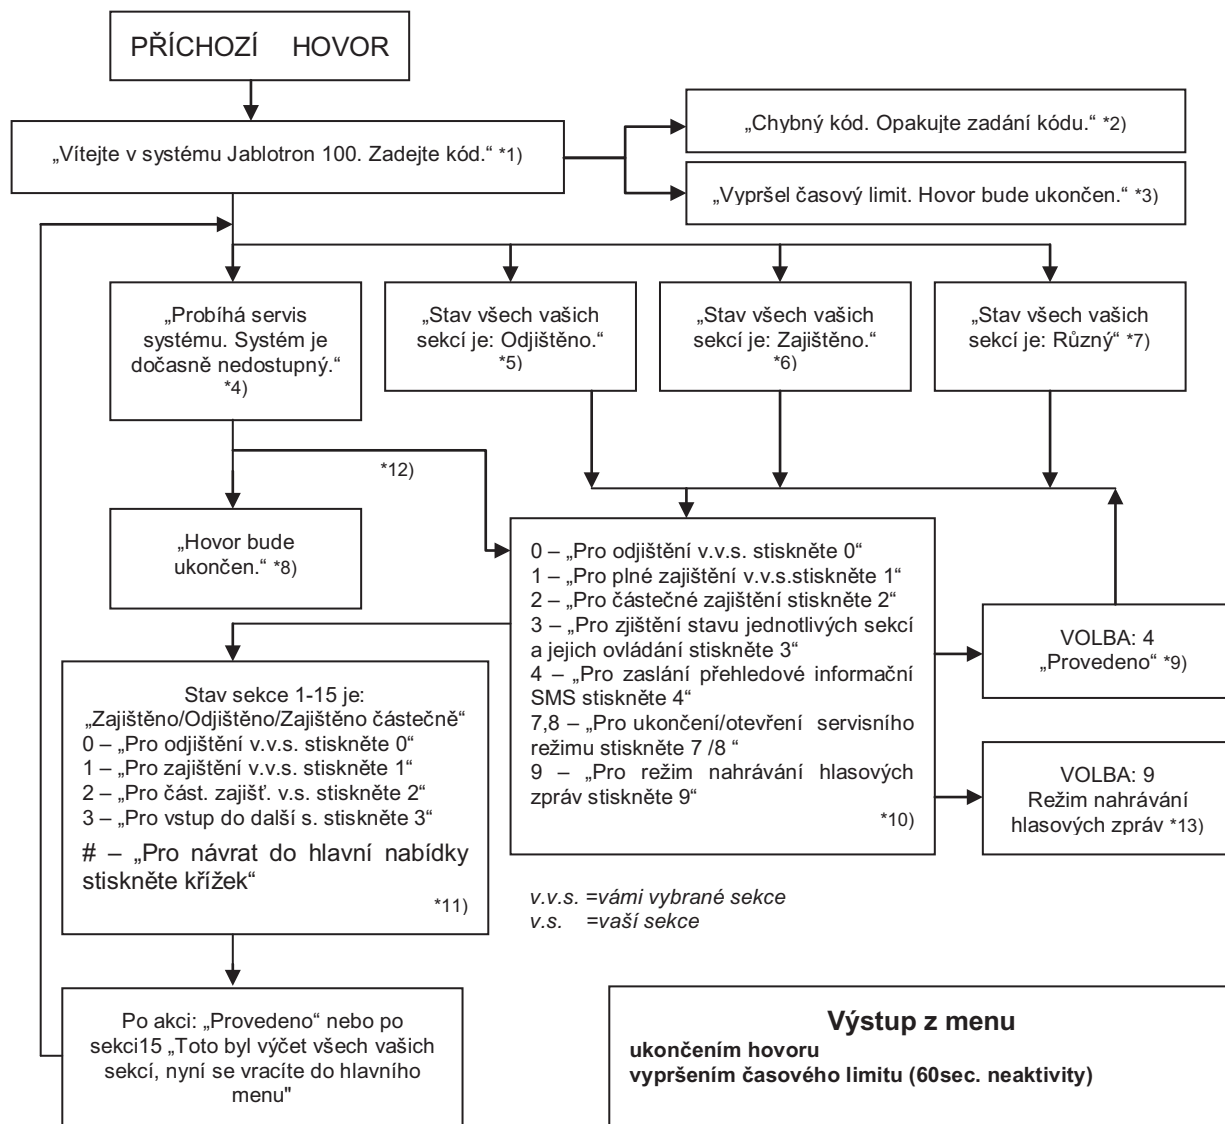 PŘÍCHOZÍ HOVOR
„Vítejte v systému Jablotron 100. Zadejte kód.“ *1)
„Chybný kód. Opakujte zadání kódu.“ *2)
„Vypršel časový limit. Hovor bude ukončen.“ *3)
„Probíhá servis
systému. Systém je
dočasně nedostupný.“
*4)
„Stav všech vašich
sekcí je: Odjištěno.“
*5)
„Stav všech vašich
sekcí je: Zajištěno.“
*6)
„Stav všech vašich
sekcí je: Různý“ *7)
*12)
„Hovor bude
ukončen.“ *8)
0 – „Pro odjištění v.v.s. stiskněte 0“
1 – „Pro plné zajištění v.v.s.stiskněte 1“
2 – „Pro částečné zajištění stiskněte 2“
3 – „Pro zjištění stavu jednotlivých sekcí
a jejich ovládání stiskněte 3“
4 – „Pro zaslání přehledové informační
SMS stiskněte 4“
7,8 – „Pro ukončení/otevření servisního
režimu stiskněte 7 /8 “
9 – „Pro režim nahrávání hlasových
zpráv stiskněte 9“
*10)
VOLBA: 4
„Provedeno“ *9)
VOLBA: 9
Režim nahrávání
hlasových zpráv *13)
Stav sekce 1-15 je:
„Zajištěno/Odjištěno/Zajištěno částečně“
0 – „Pro odjištění v.v.s. stiskněte 0“
1 – „Pro zajištění v.v.s. stiskněte 1“
2 – „Pro část. zajišť. v.s. stiskněte 2“
3 – „Pro vstup do další s. stiskněte 3“
# – „Pro návrat do hlavní nabídky
stiskněte křížek“
*11)
v.v.s. =vámi vybrané sekce
v.s. =vaší sekce
Po akci: „Provedeno“ nebo po
sekci15 „Toto byl výčet všech vašich
sekcí, nyní se vracíte do hlavního
menu"
Výstup z menu
ukončením hovoru
vypršením časového limitu (60sec. neaktivity)